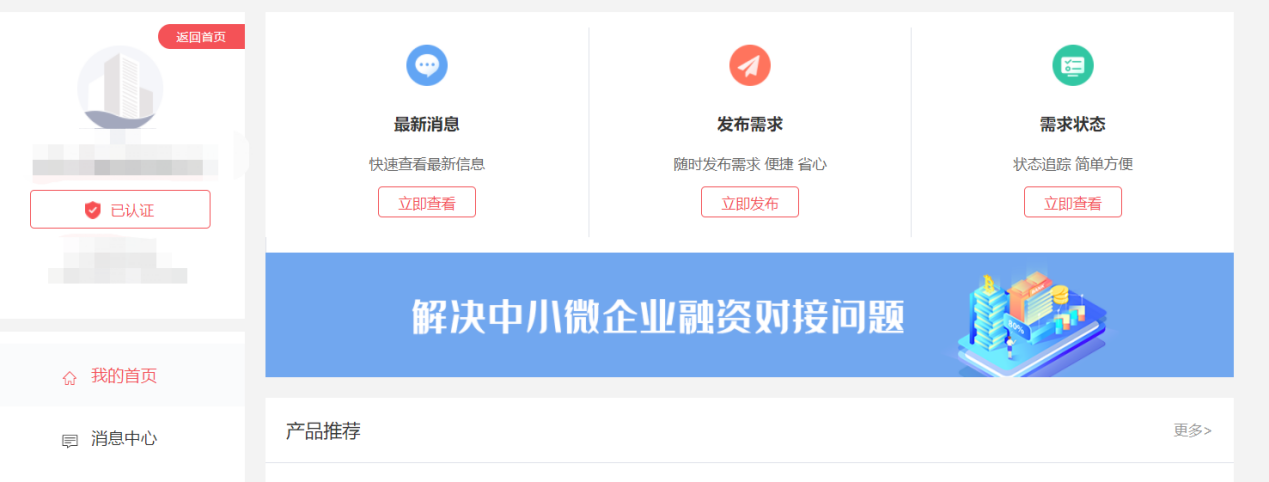 返回首页
已认证
我的首页
消息中心
最新消息
快速查看最新信息
立即查看
发布需求
随时发布需求 便捷 省心
立即发布
需求状态
状态追踪 简单方便
立即查看
解决中小微企业融资对接问题
产品推荐
更多>